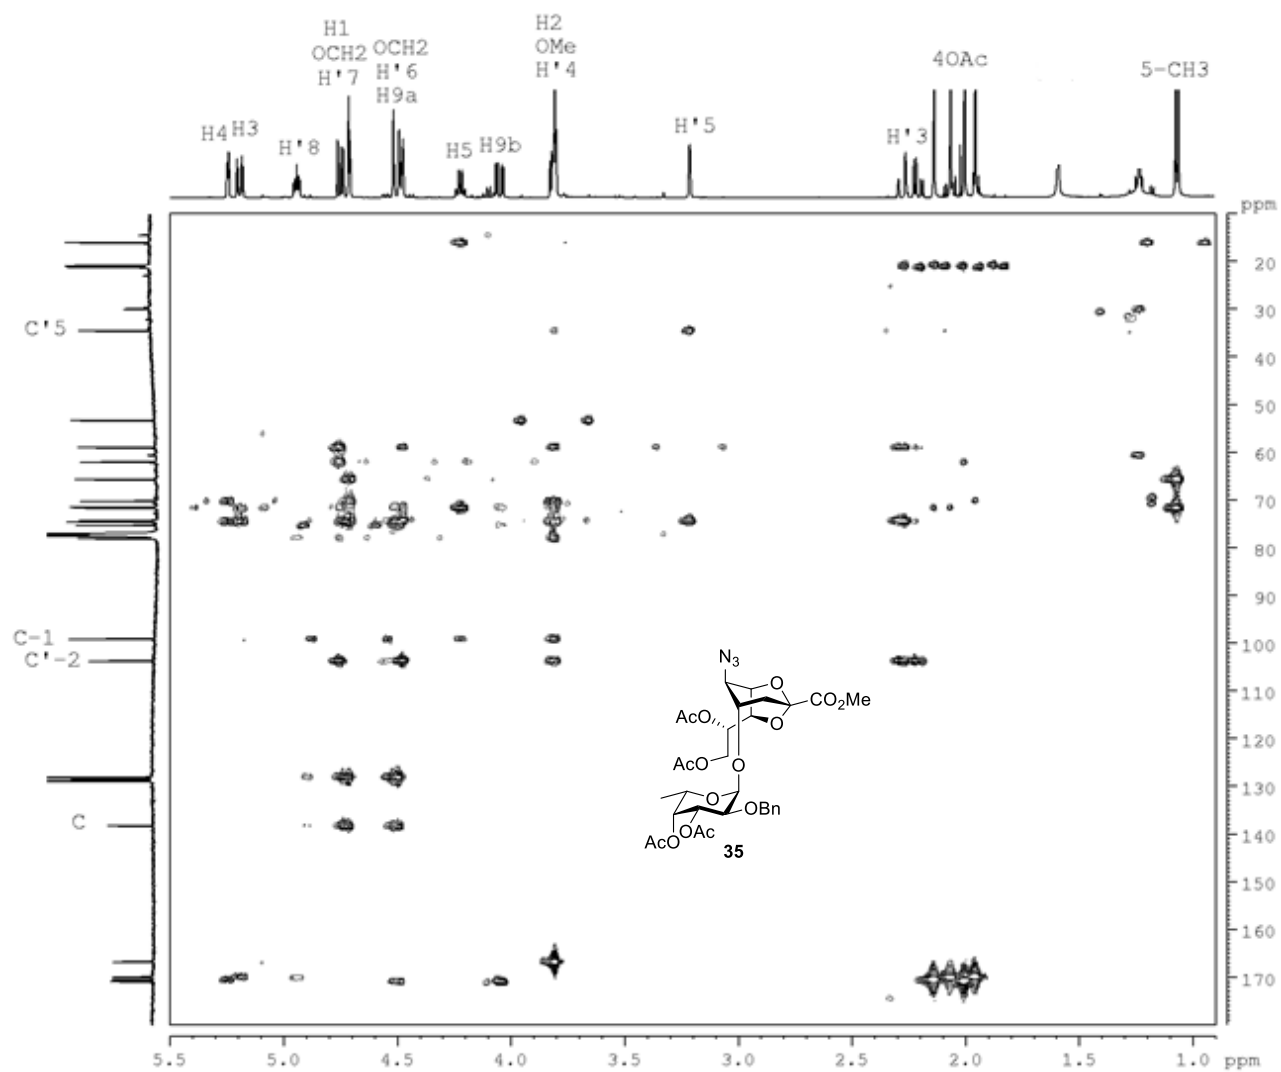 H1
OCH2
H'7
OCH2
H'6
H9a
H2
OMe
H'4
4OAc
5-CH3
H4
H3
H'8
H5
H9b
H'5
H'3
ppm
C'5
C-1
C'-2
C
20
30
40
50
60
70
80
90
100
110
120
130
140
150
160
170
N3
O
CO2Me
O
AcO
AcO
O
O
OBn
OAc
AcO
35
5.5
5.0
4.5
4.0
3.5
3.0
2.5
2.0
1.5
1.0
ppm